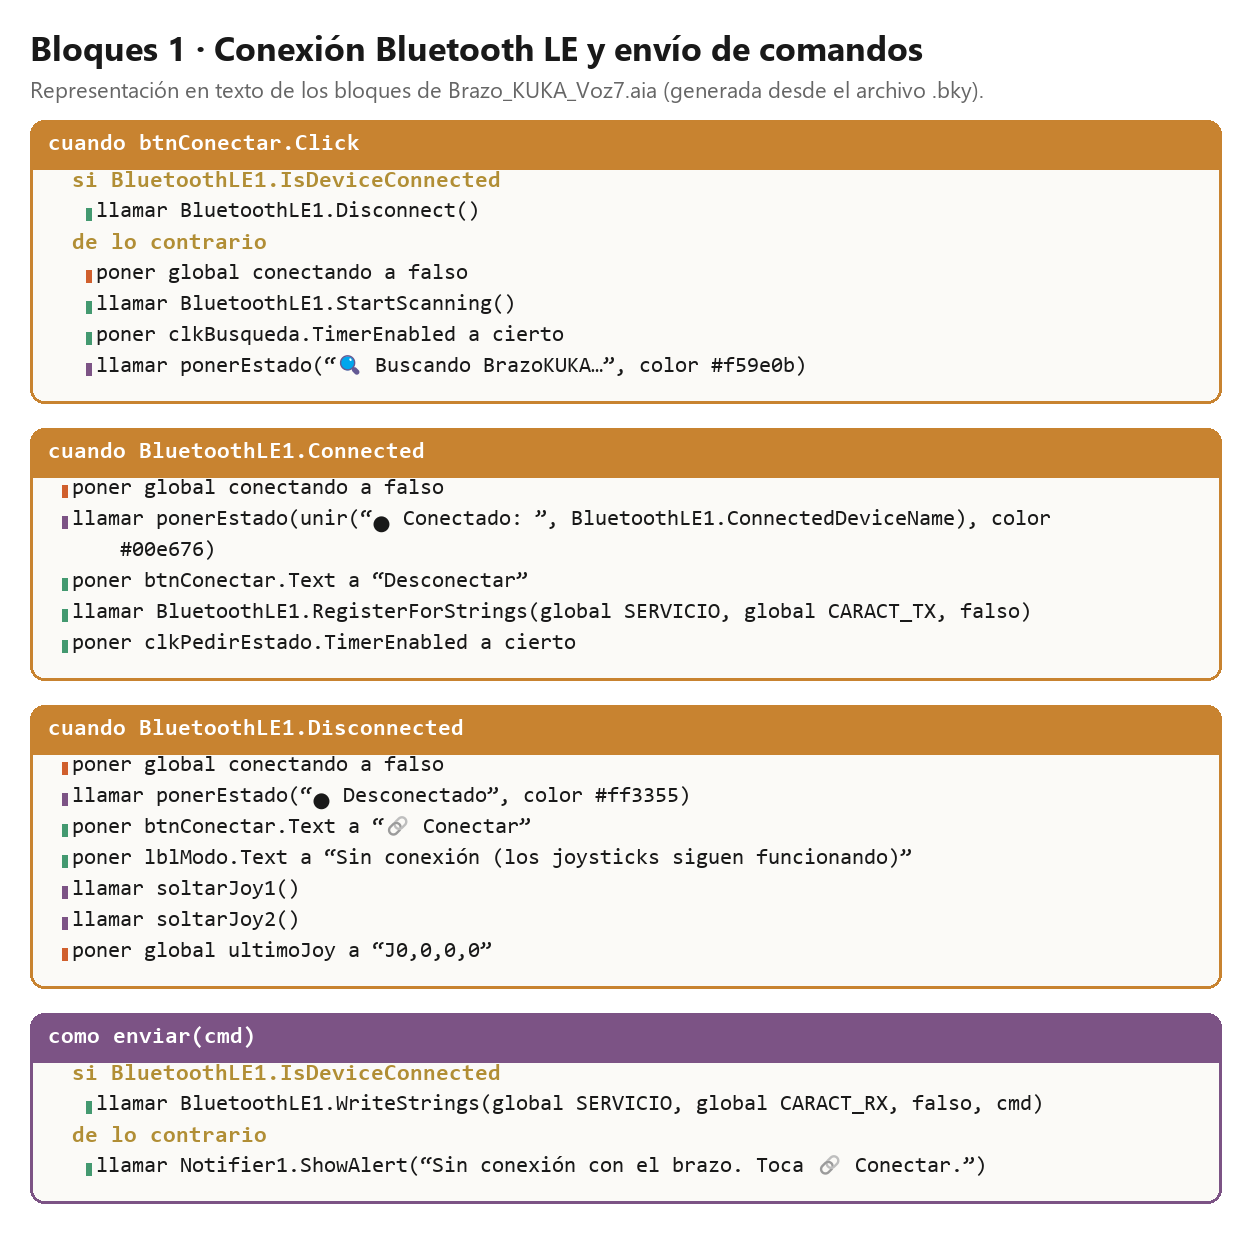 Bloques 1 · Conexión Bluetooth LE y envío de comandos
Representación en texto de los bloques de Brazo_KUKA_Voz7.aia (generada desde el archivo .bky).
cuando btnConectar.Click
si BluetoothLE1.IsDeviceConnected
llamar BluetoothLE1.Disconnect()
de lo contrario
poner global conectando a falso
llamar BluetoothLE1.StartScanning()
poner clkBusqueda.TimerEnabled a cierto
llamar ponerEstado(“🔍 Buscando BrazoKUKA…”, color #f59e0b)
cuando BluetoothLE1.Connected
poner global conectando a falso
llamar ponerEstado(unir(“● Conectado: ”, BluetoothLE1.ConnectedDeviceName), color
#00e676)
poner btnConectar.Text a “Desconectar”
llamar BluetoothLE1.RegisterForStrings(global SERVICIO, global CARACT_TX, falso)
poner clkPedirEstado.TimerEnabled a cierto
cuando BluetoothLE1.Disconnected
poner global conectando a falso
llamar ponerEstado(“● Desconectado”, color #ff3355)
poner btnConectar.Text a “🔗 Conectar”
poner lblModo.Text a “Sin conexión (los joysticks siguen funcionando)”
llamar soltarJoy1()
llamar soltarJoy2()
poner global ultimoJoy a “J0,0,0,0”
como enviar(cmd)
si BluetoothLE1.IsDeviceConnected
llamar BluetoothLE1.WriteStrings(global SERVICIO, global CARACT_RX, falso, cmd)
de lo contrario
llamar Notifier1.ShowAlert(“Sin conexión con el brazo. Toca 🔗 Conectar.”)